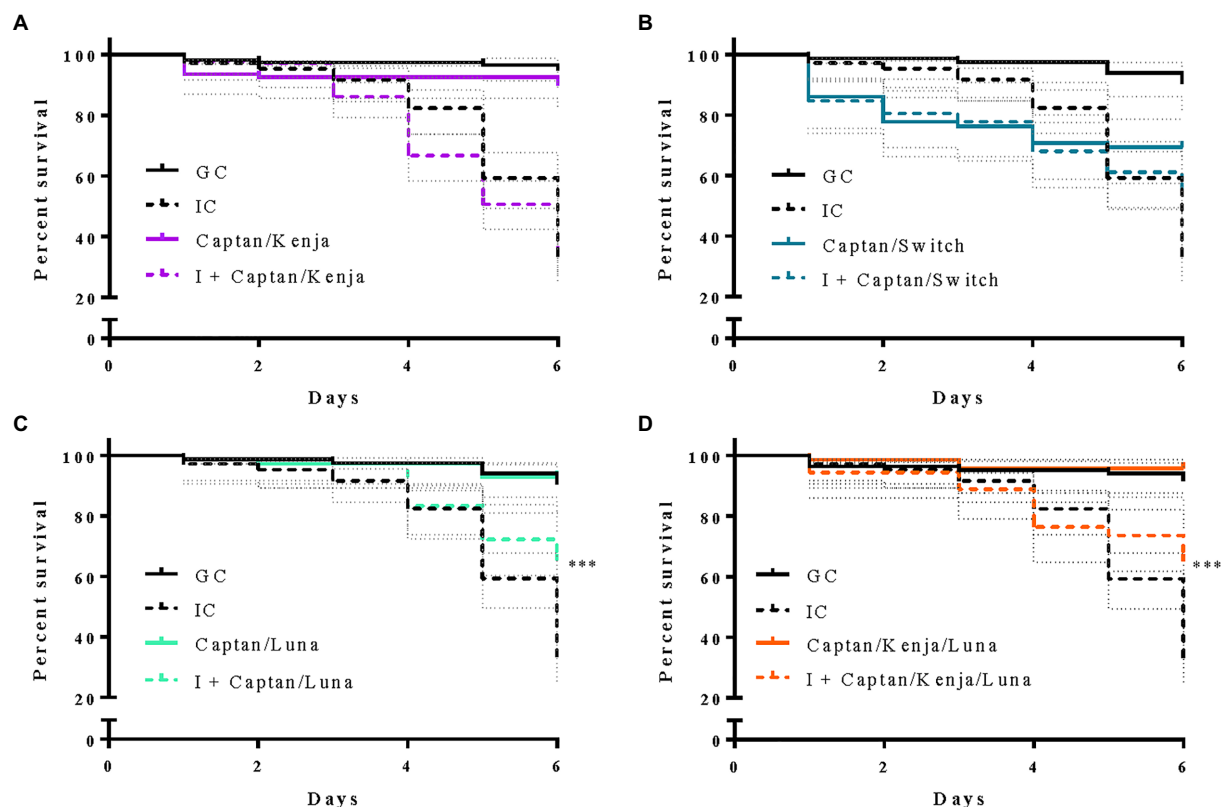 A
Percent survival
100
80
60
40
20
0
GC
IC
Captan/Kenja
I + Captan/Kenja
0 2 4 6
Days
B
Percent survival
100
80
60
40
20
0
GC
IC
Captan/Switch
I + Captan/Switch
0 2 4 6
Days
C
Percent survival
100
80
60
40
20
0
GC
IC
Captan/Luna
I + Captan/Luna
***
0 2 4 6
Days
D
Percent survival
100
80
60
40
20
0
GC
IC
Captan/Kenja/Luna
I + Captan/Kenja/Luna
***
0 2 4 6
Days